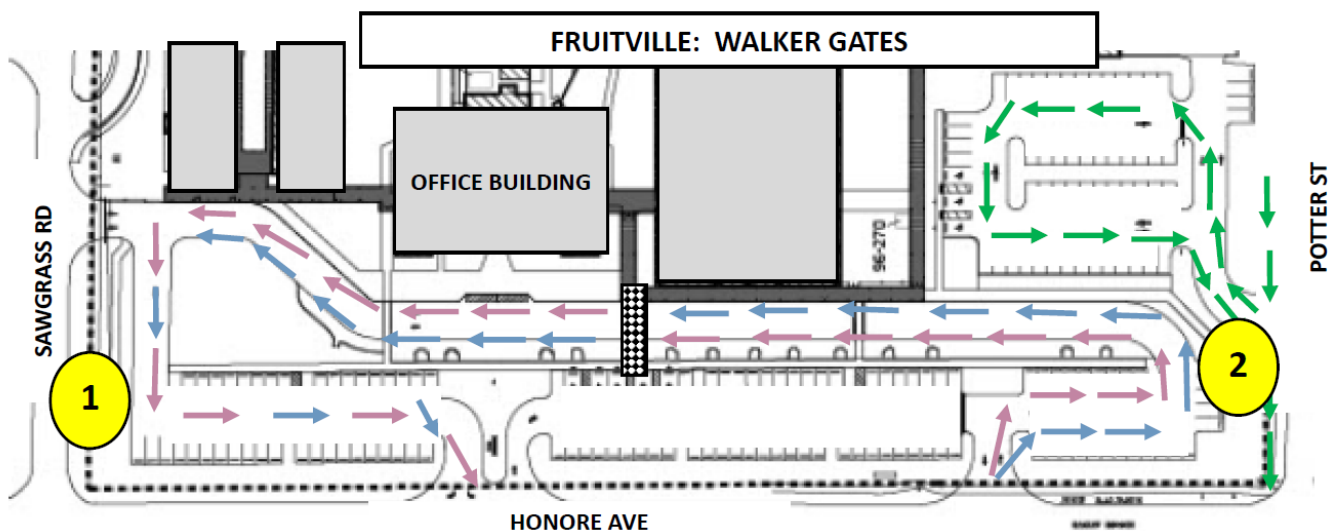 FRUITVILLE: WALKER GATES
OFFICE BUILDING
SAWGRASS RD
POTTER ST
96-270
1
2
HONORE AVE